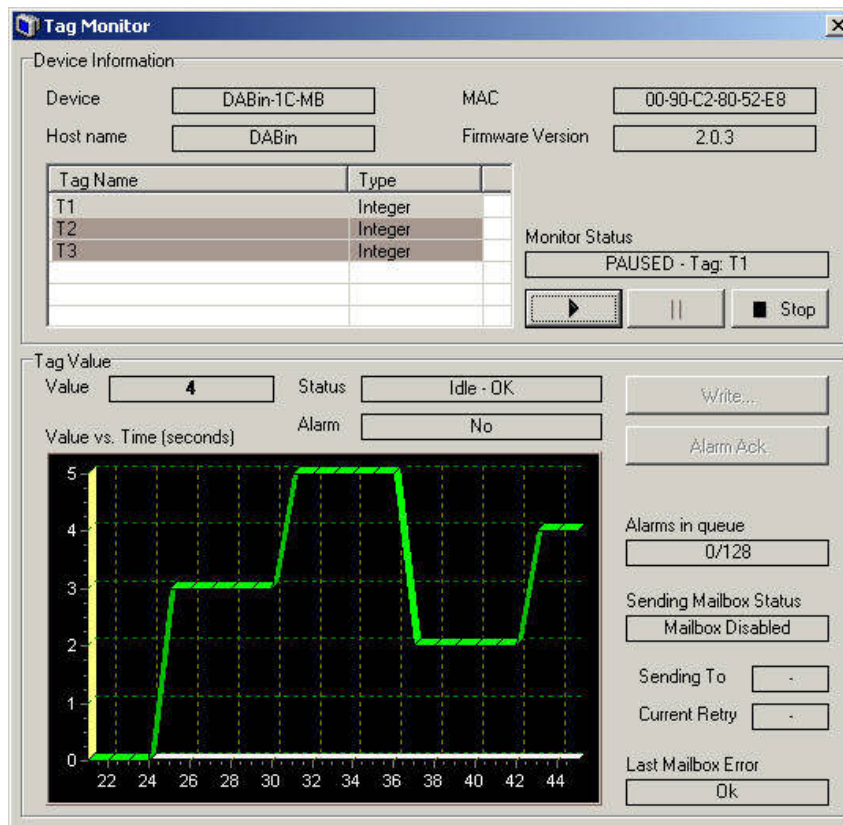 Tag Monitor
Device Information
Device DABin-1C-MB MAC 00-90-C2-80-52-E8
Host name DABin Firmware Version 2.0.3
Tag Name Type
T1 Integer
T2 Integer
T3 Integer
Monitor Status
PAUSED - Tag: T1
Stop
Tag Value
Value 4 Status Idle - OK Write...
Alarm No Alarm Ack
Value vs. Time (seconds)
5
4
3
2
1
0
22 24 26 28 30 32 34 36 38 40 42 44
Alarms in queue
0/128
Sending Mailbox Status
Mailbox Disabled
Sending To -
Current Retry -
Last Mailbox Error
Ok